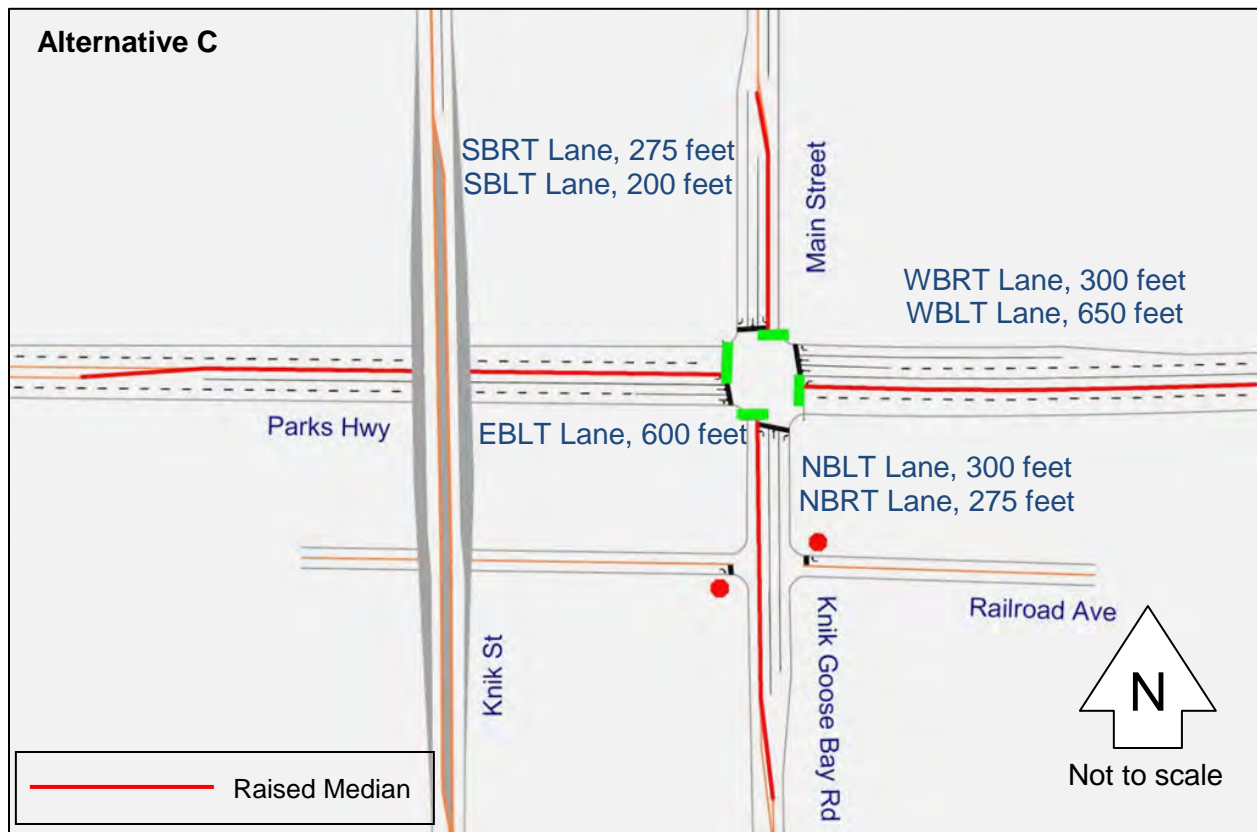 Alternative C
SBRT Lane, 275 feet
SBLT Lane, 200 feet
Main Street
WBRT Lane, 300 feet
WBLT Lane, 650 feet
Parks Hwy
EBLT Lane, 600 feet
NBLT Lane, 300 feet
NBRT Lane, 275 feet
Railroad Ave
Knik St
Knik Goose Bay Rd
N
Not to scale
Raised Median